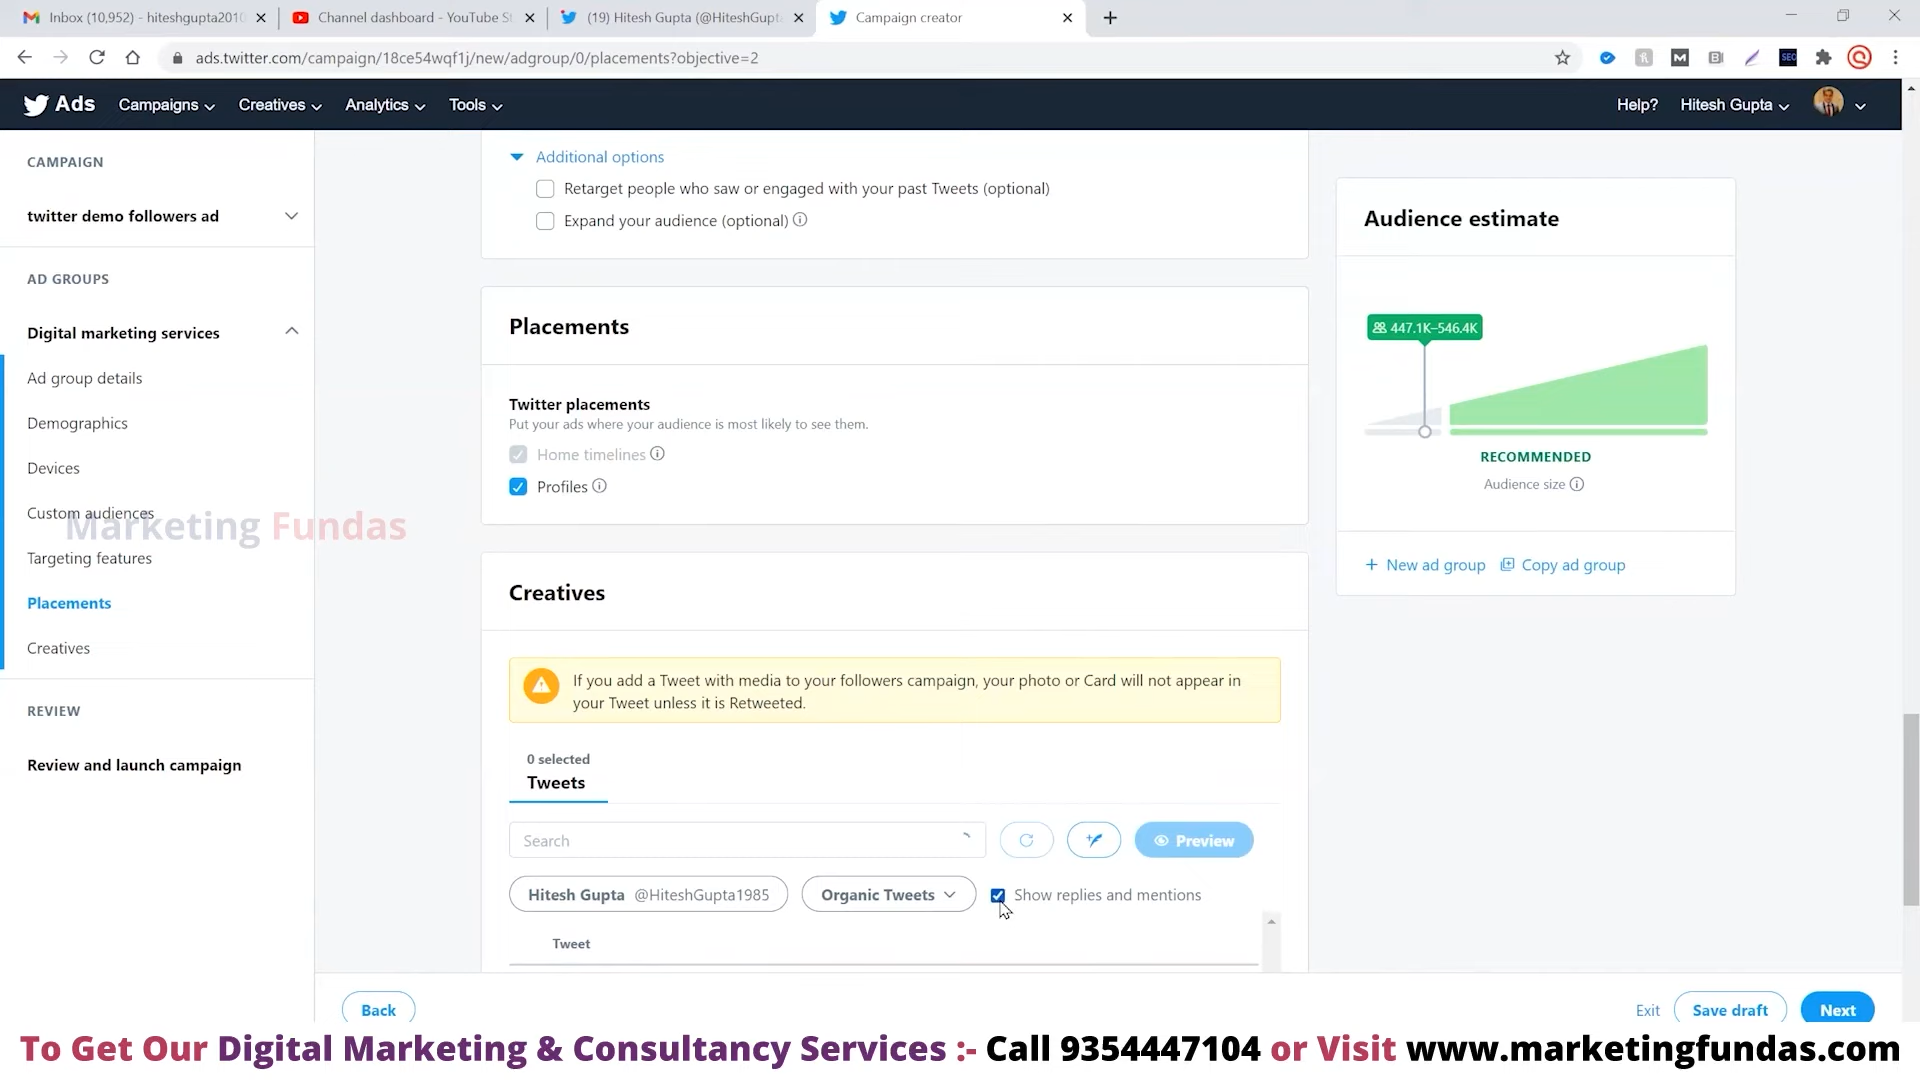 Inbox (10,952) - hiteshgupta2010
Channel dashboard - YouTube St
(19) Hitesh Gupta (@HiteshGupt
Campaign creator
ads.twitter.com/campaign/18ce54wqf1j/new/adgroup/0/placements?objective=2
Ads
Campaigns
Creatives
Analytics
Tools
Help?
Hitesh Gupta
CAMPAIGN
twitter demo followers ad
AD GROUPS
Digital marketing services
Ad group details
Demographics
Devices
Custom audiences
Targeting features
Placements
Creatives
REVIEW
Review and launch campaign
Marketing Fundas
Additional options
Retarget people who saw or engaged with your past Tweets (optional)
Expand your audience (optional)
Placements
Twitter placements
Put your ads where your audience is most likely to see them.
Home timelines
Profiles
Creatives
If you add a Tweet with media to your followers campaign, your photo or Card will not appear in
your Tweet unless it is Retweeted.
0 selected
Tweets
Search
Preview
Hitesh Gupta @HiteshGupta1985
Organic Tweets
Show replies and mentions
Tweet
Audience estimate
447.1K–546.4K
RECOMMENDED
Audience size
New ad group
Copy ad group
Back
Exit
Save draft
Next
To Get Our Digital Marketing & Consultancy Services :- Call 9354447104 or Visit www.marketingfundas.com